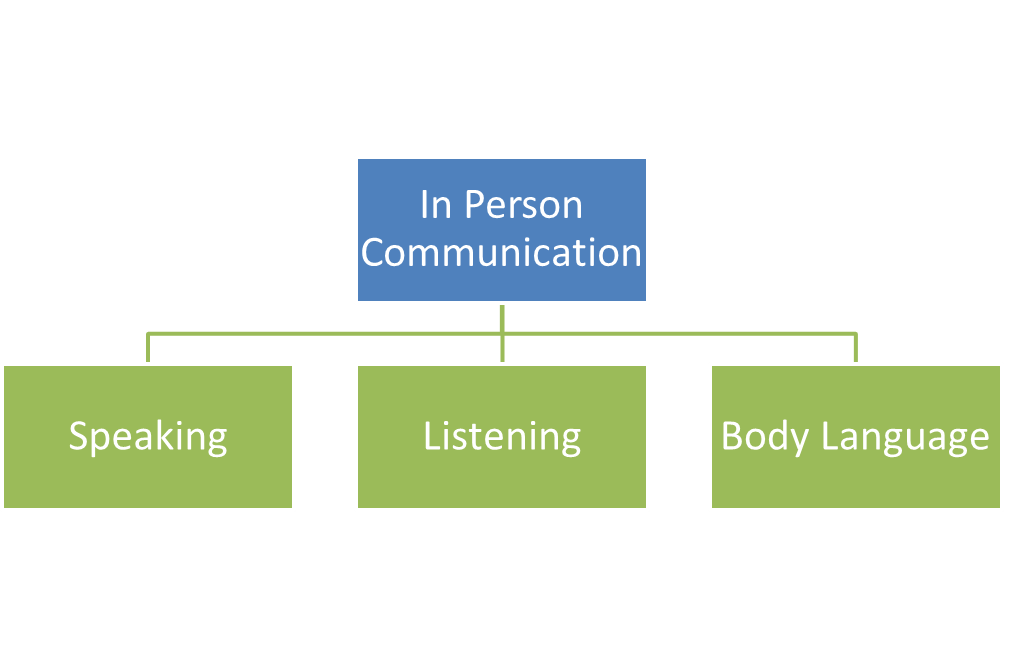 In Person
Communication
Speaking
Listening
Body Language